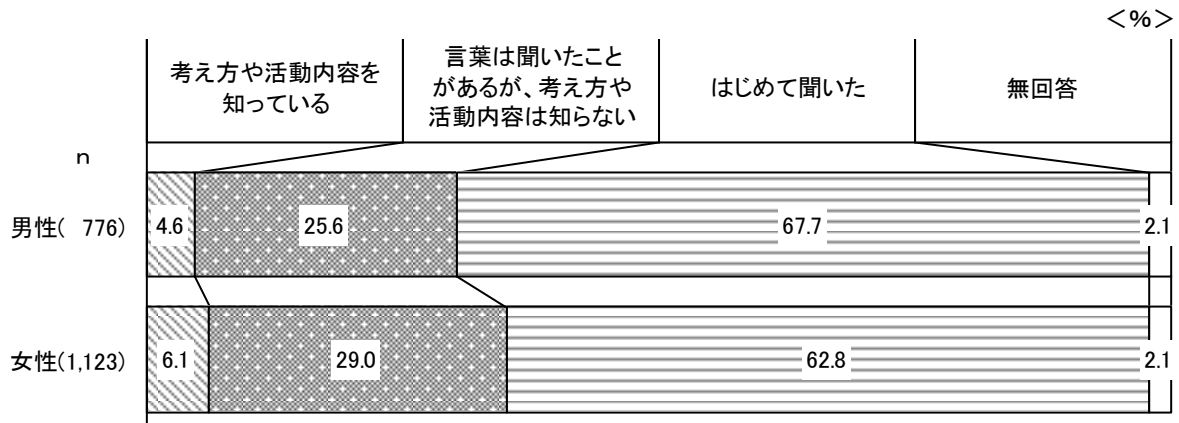 ＜％＞
考え方や活動内容を
知っている
言葉は聞いたこと
があるが、考え方や
活動内容は知らない
はじめて聞いた
無回答
ｎ
男性(　776)
4.6
25.6
67.7
2.1
女性(1,123)
6.1
29.0
62.8
2.1